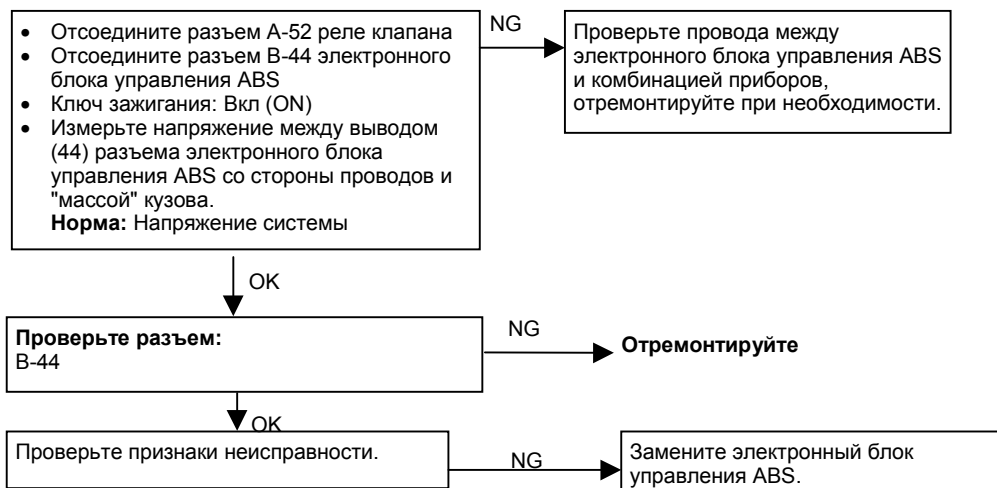 • Отсоедините разъем А-52 реле клапана
• Отсоедините разъем В-44 электронного
блока управления ABS
• Ключ зажигания: Вкл (ON)
• Измерьте напряжение между выводом
(44) разъема электронного блока
управления ABS со стороны проводов и
"массой" кузова.
Норма: Напряжение системы
NG
Проверьте провода между
электронного блока управления ABS
и комбинацией приборов,
отремонтируйте при необходимости.
OK
Проверьте разъем:
В-44
NG
Отремонтируйте
OK
Проверьте признаки неисправности.
NG
Замените электронный блок
управления ABS.